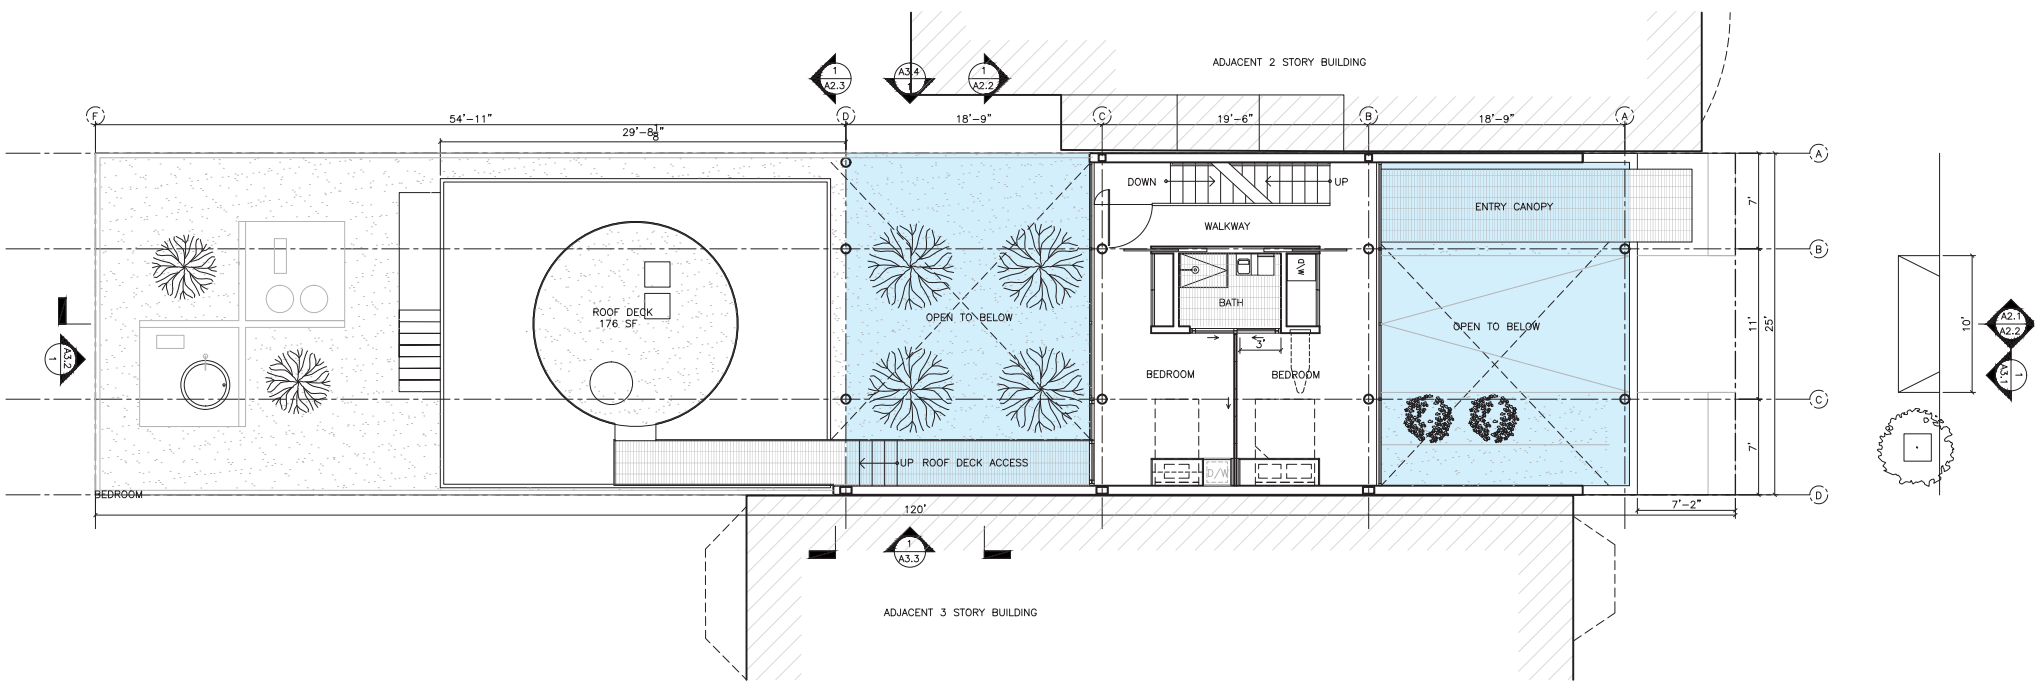 ADJACENT 2 STORY BUILDING
1
A2.3
A3.4
1
1
A2.2
F
D
C
B
A
54'-11"
18'-9"
19'-6"
18'-9"
29'-8 1/8"
A
DOWN
UP
7'
ENTRY CANOPY
WALKWAY
B
D/W
BATH
ROOF DECK
176 SF
OPEN TO BELOW
OPEN TO BELOW
11'
25'
10'
A2.1
A2.2
3'
A3.2
1
BEDROOM
BEDROOM
A3.1
1
C
UP ROOF DECK ACCESS
D/W
7'
BEDROOM
D
120'
7'-2"
1
A3.3
ADJACENT 3 STORY BUILDING